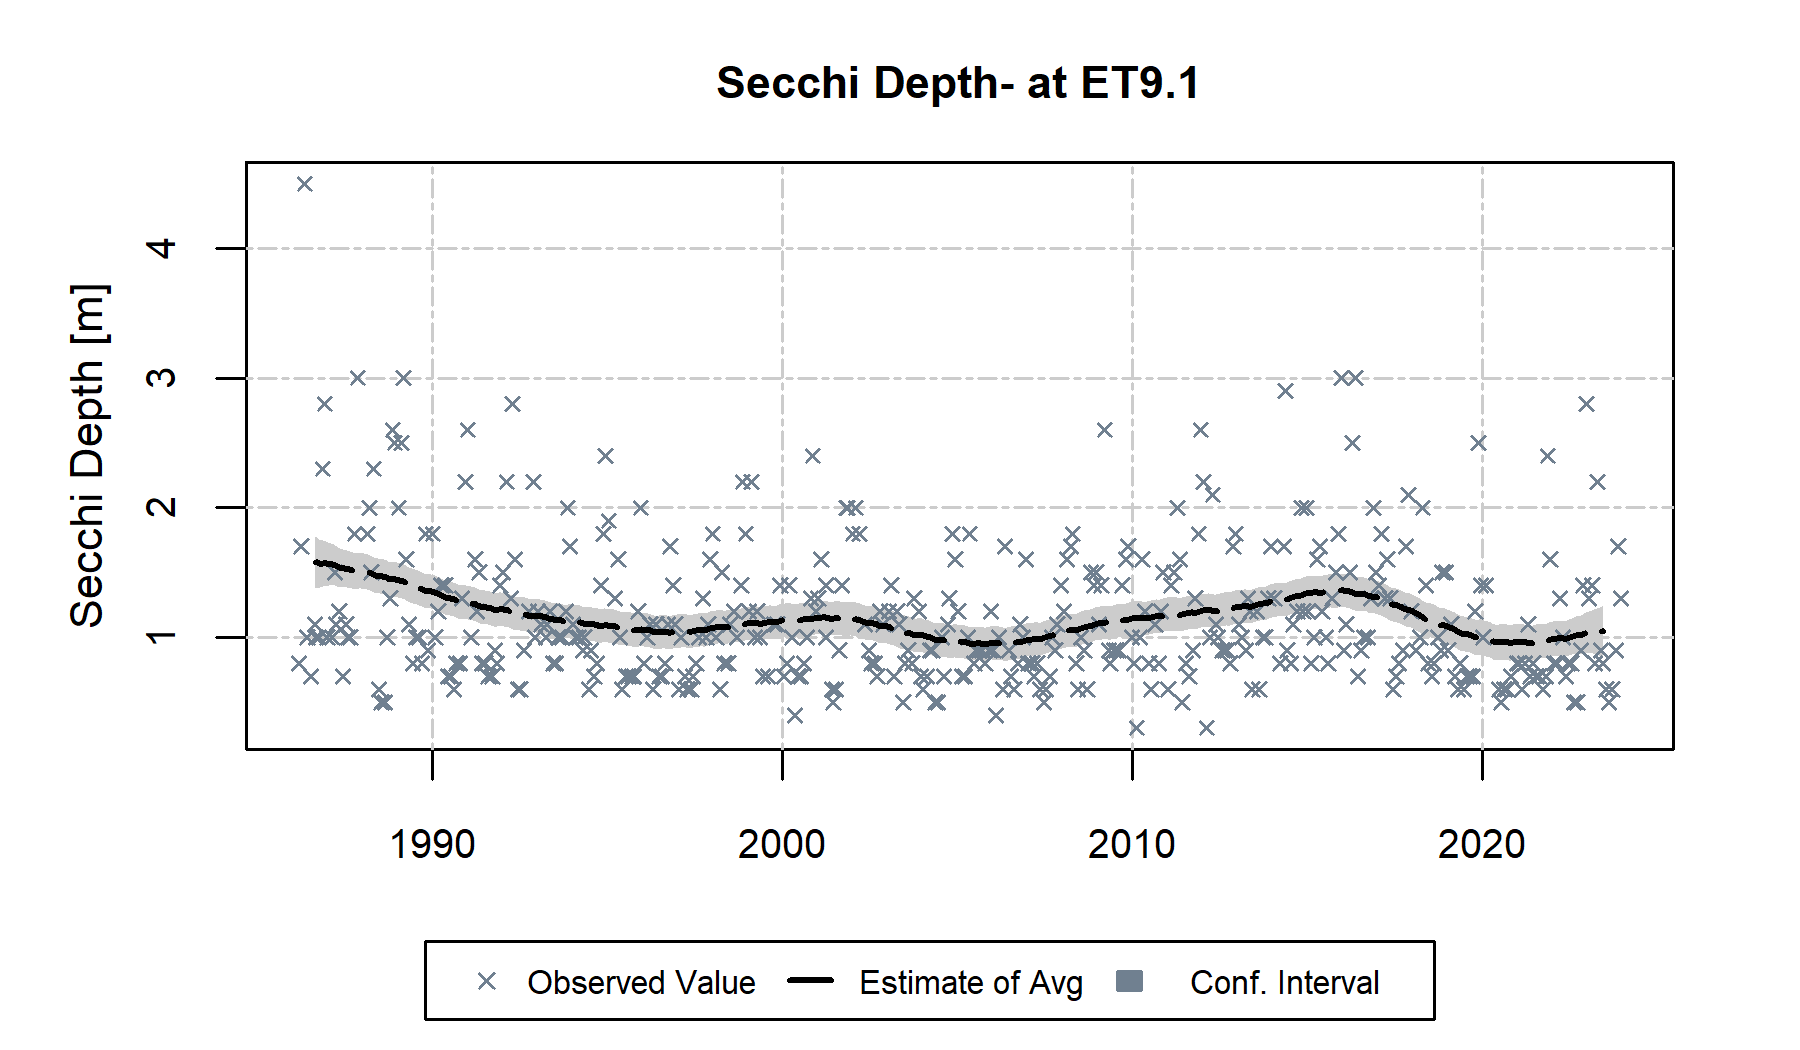 Secchi Depth- at ET9.1
Secchi Depth [m]
4
3
2
1
1990 2000 2010 2020
Observed Value Estimate of Avg Conf. Interval